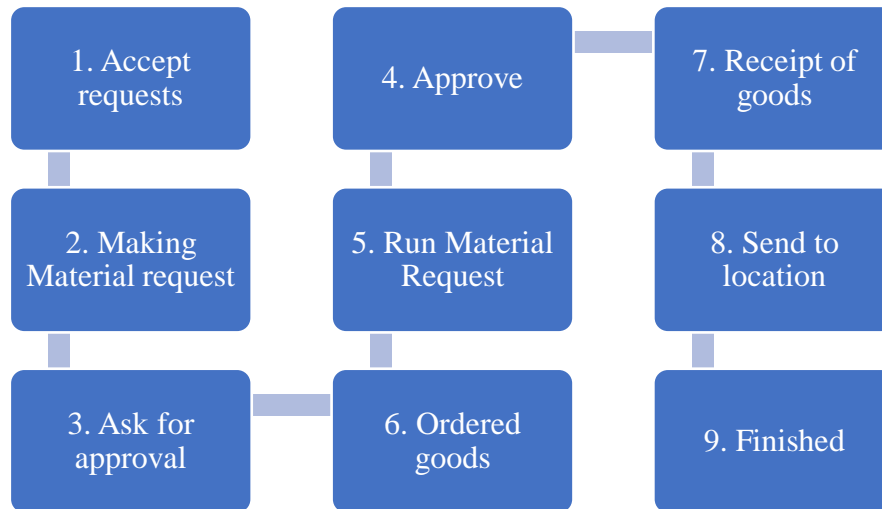 1. Accept
requests
2. Making
Material request
3. Ask for
approval
4. Approve
5. Run Material
Request
6. Ordered
goods
7. Receipt of
goods
8. Send to
location
9. Finished